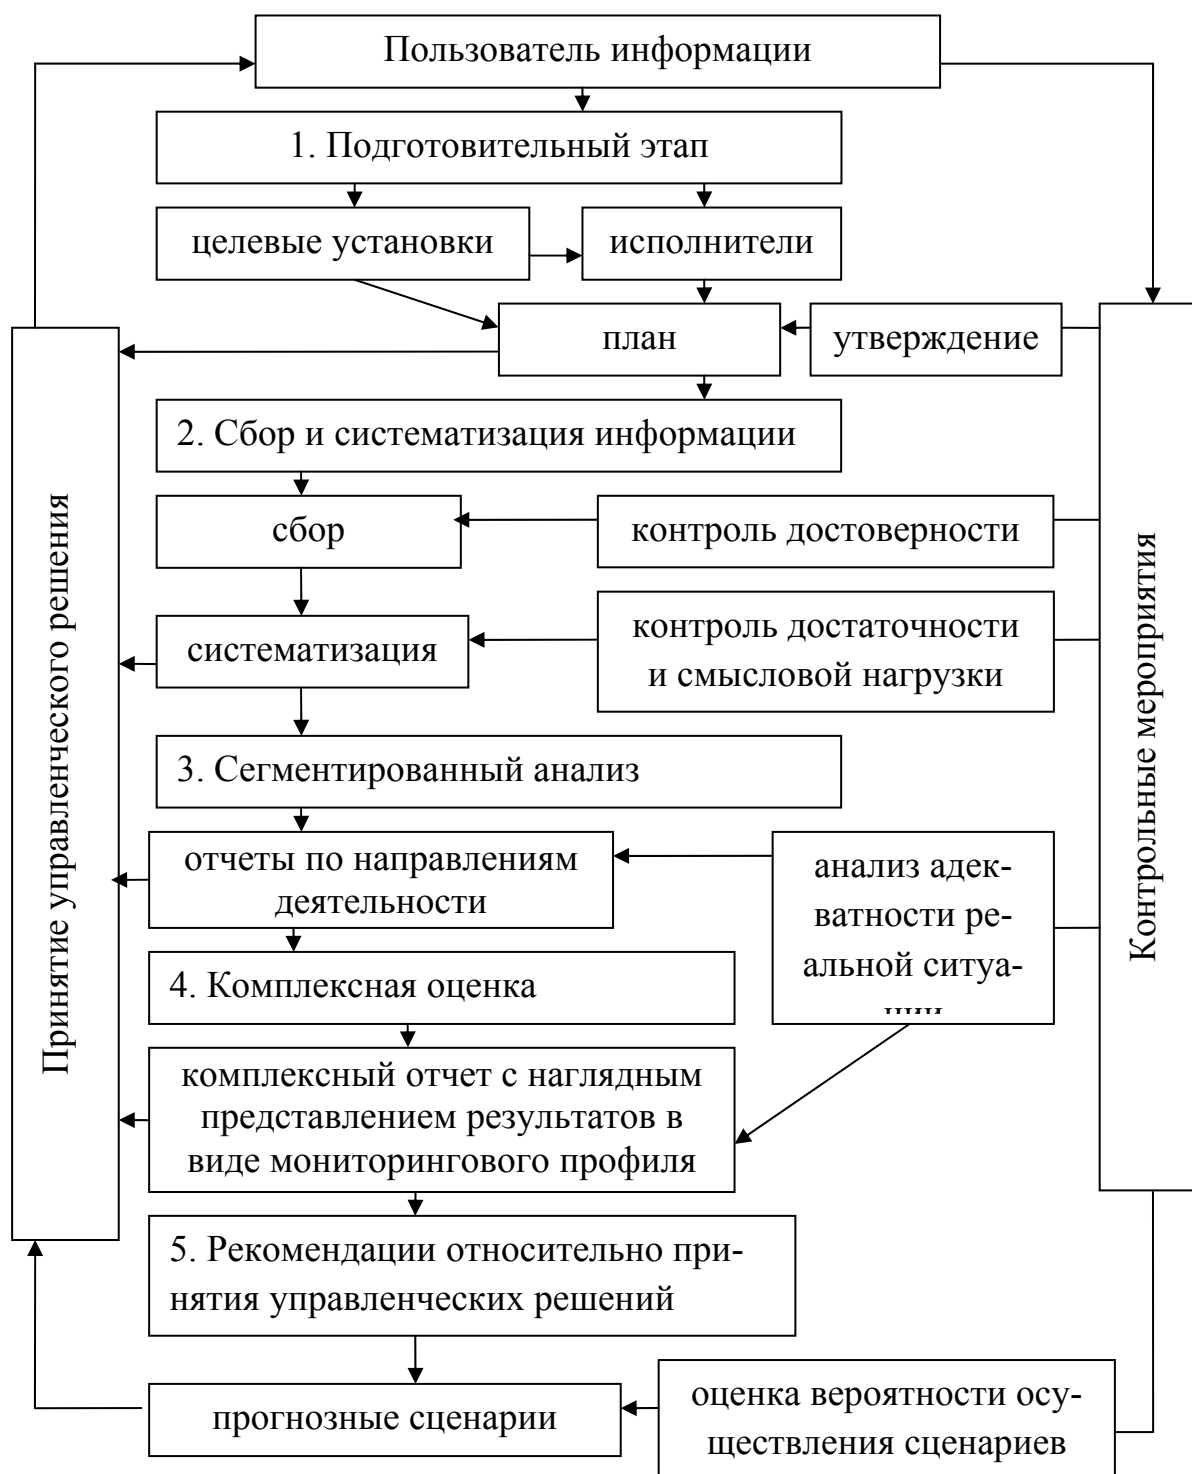 Пользователь информации
1. Подготовительный этап
целевые установки
исполнители
план
утверждение
2. Сбор и систематизация информации
сбор
контроль достоверности
систематизация
контроль достаточности
и смысловой нагрузки
3. Сегментированный анализ
отчеты по направлениям
деятельности
анализ адек-
ватности ре-
альной ситуа-
ции
4. Комплексная оценка
комплексный отчет с наглядным
представлением результатов в
виде мониторингового профиля
5. Рекомендации относительно при-
нятия управленческих решений
прогнозные сценарии
оценка вероятности осу-
ществления сценариев
Принятие управленческого решения
Контрольные мероприятия